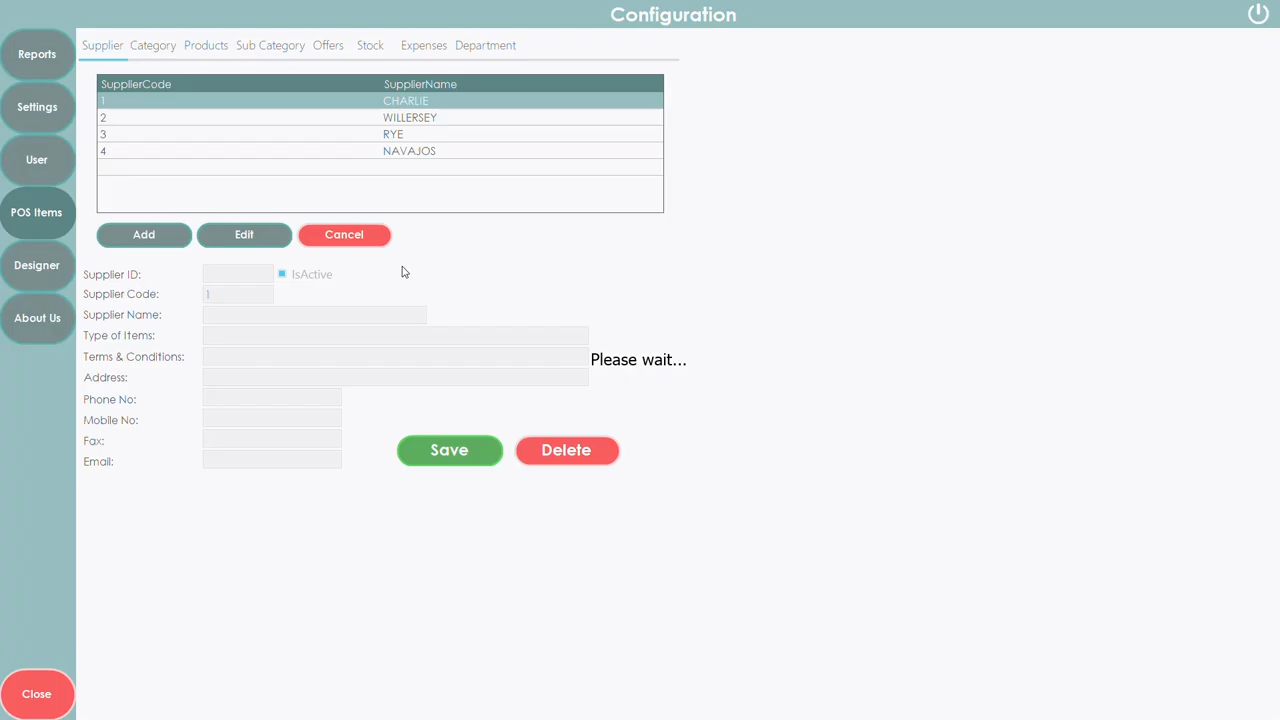 Configuration
Reports
Settings
User
POS Items
Designer
About Us
Close
Supplier Category Products Sub Category Offers Stock Expenses Department
SupplierCode SupplierName
1 CHARLIE
2 WILLERSEY
3 RYE
4 NAVAJOS
Add Edit Cancel
Supplier ID: IsActive
Supplier Code: 1
Supplier Name:
Type of Items:
Terms & Conditions:
Please wait...
Address:
Phone No:
Mobile No:
Fax:
Email:
Save Delete